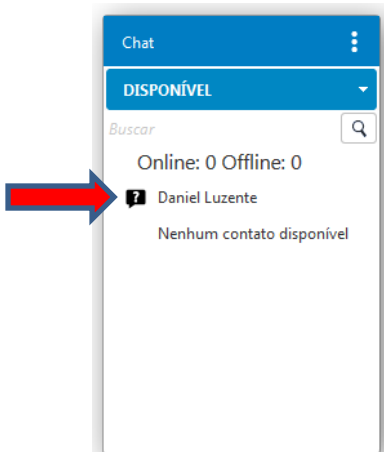 Chat
DISPONÍVEL
Buscar
Online: 0 Offline: 0
? Daniel Luzente
Nenhum contato disponível